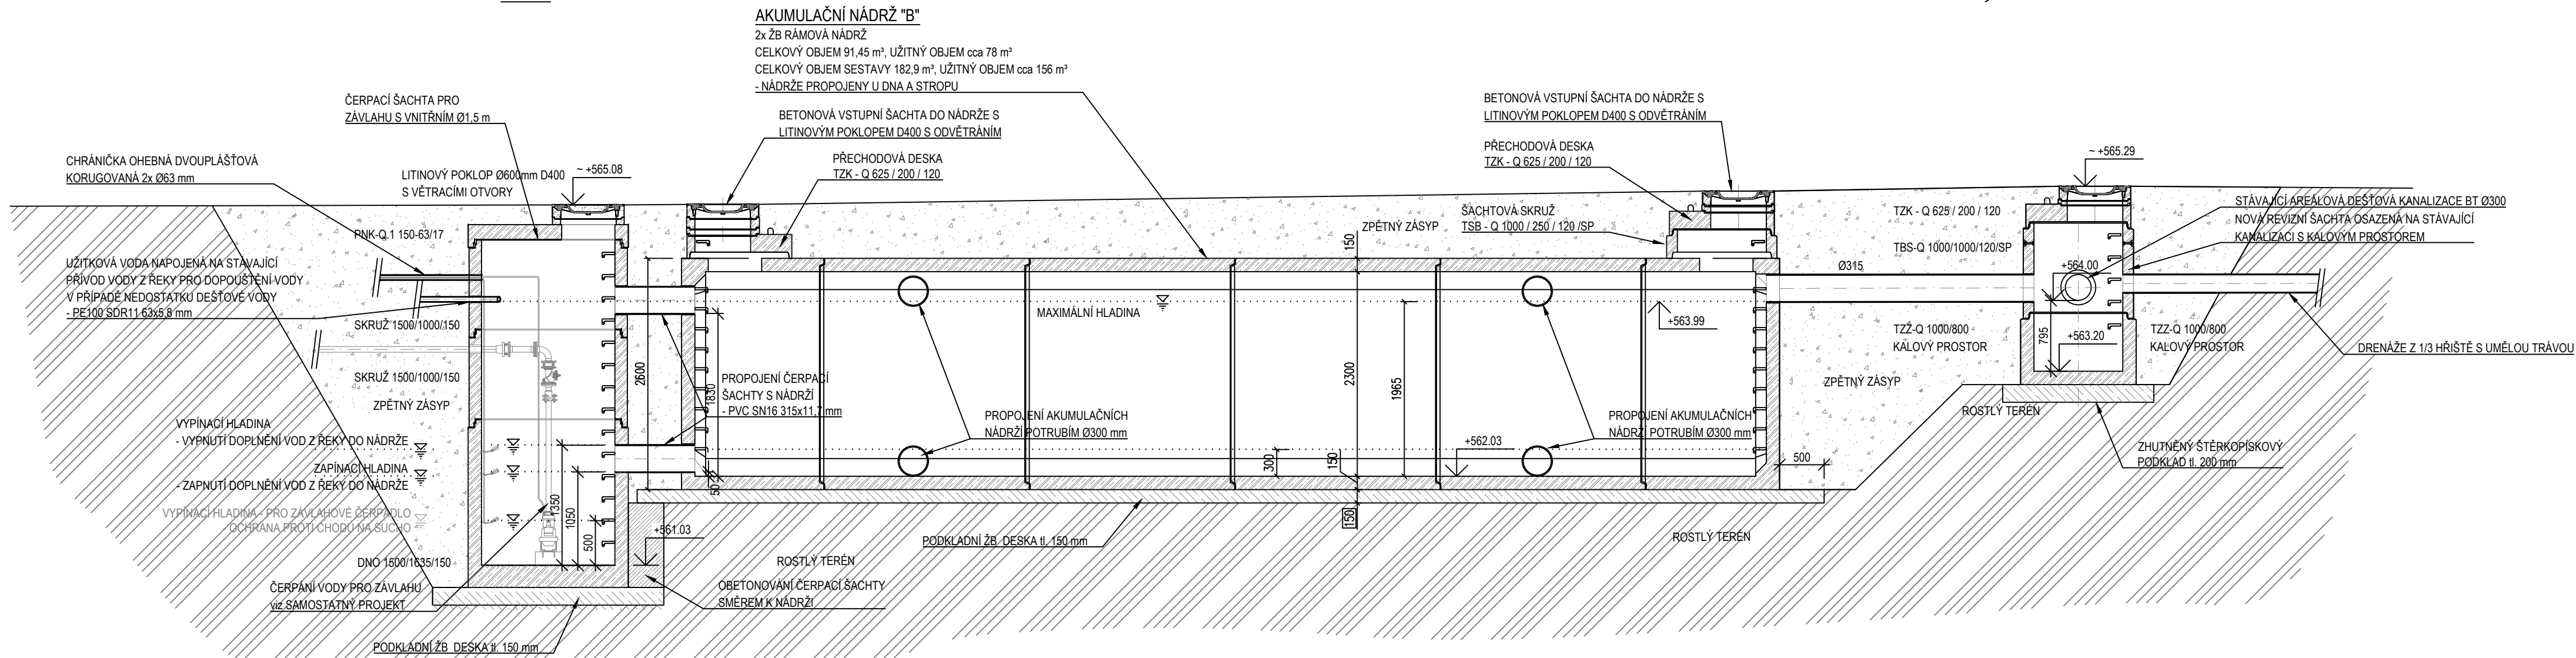 AKUMULAČNÍ NÁDRŽ "B"
2x ŽB RÁMOVÁ NÁDRŽ
CELKOVÝ OBJEM 91,45 m³, UŽITNÝ OBJEM cca 78 m³
CELKOVÝ OBJEM SESTAVY 182,9 m³, UŽITNÝ OBJEM cca 156 m³
- NÁDRŽE PROPOJENY U DNA A STROPU
ČERPACÍ ŠACHTA PRO
ZÁVLAHU S VNITŘNÍM Ø1,5 m
BETONOVÁ VSTUPNÍ ŠACHTA DO NÁDRŽE S
LITINOVÝM POKLOPEM D400 S ODVĚTRÁNÍM
BETONOVÁ VSTUPNÍ ŠACHTA DO NÁDRŽE S
LITINOVÝM POKLOPEM D400 S ODVĚTRÁNÍM
CHRÁNIČKA OHEBNÁ DVOUPLÁŠŤOVÁ
KORUGOVANÁ 2x Ø63 mm
LITINOVÝ POKLOP Ø600mm D400
S VĚTRACÍMI OTVORY
~ +565.08
PŘECHODOVÁ DESKA
TZK - Q 625 / 200 / 120
PŘECHODOVÁ DESKA
TZK - Q 625 / 200 / 120
~ +565.29
PNK-Q.1 150-63/17
ZPĚTNÝ ZÁSYP
ŠACHTOVÁ SKRUŽ
TSB - Q 1000 / 250 / 120 /SP
TZK - Q 625 / 200 / 120
STÁVAJÍCÍ AREÁLOVÁ DEŠŤOVÁ KANALIZACE BT Ø300
NOVÁ REVIZNÍ ŠACHTA OSAZENÁ NA STÁVAJÍCÍ
KANALIZACI S KALOVÝM PROSTOREM
TBS-Q 1000/1000/120/SP
150
Ø315
+564.00
UŽITKOVÁ VODA NAPOJENÁ NA STÁVAJÍCÍ
PŘÍVOD VODY Z ŘEKY PRO DOPOUŠTĚNÍ VODY
V PŘÍPADĚ NEDOSTATKU DEŠŤOVÉ VODY
- PE100 SDR11 63x5,8 mm
SKRUŽ 1500/1000/150
MAXIMÁLNÍ HLADINA
+563.99
TZZ-Q 1000/800
KALOVÝ PROSTOR
795
+563.20
TZZ-Q 1000/800
KALOVÝ PROSTOR
DRENÁŽE Z 1/3 HŘIŠTĚ S UMĚLOU TRÁVOU
SKRUŽ 1500/1000/150
2600
1830
PROPOJENÍ ČERPACÍ
ŠACHTY S NÁDRŽÍ
- PVC SN16 315x11,7 mm
2300
1965
ZPĚTNÝ ZÁSYP
ZPĚTNÝ ZÁSYP
ROSTLÝ TERÉN
VYPÍNACÍ HLADINA
- VYPNUTÍ DOPLNĚNÍ VOD Z ŘEKY DO NÁDRŽE
PROPOJENÍ AKUMULAČNÍCH
NÁDRŽÍ POTRUBÍM Ø300 mm
+562.03
PROPOJENÍ AKUMULAČNÍCH
NÁDRŽÍ POTRUBÍM Ø300 mm
ZAPÍNACÍ HLADINA
- ZAPNUTÍ DOPLNĚNÍ VOD Z ŘEKY DO NÁDRŽE
50
300
150
500
ZHUTNĚNÝ ŠTĚRKOPÍSKOVÝ
PODKLAD tl. 200 mm
VYPÍNACÍ HLADINA - PRO ZÁVLAHOVÉ ČERPADLO
OCHRANA PROTI CHODU NA SUCHO
1350
1050
500
+561.03
150
PODKLADNÍ ŽB DESKA tl. 150 mm
ROSTLÝ TERÉN
DNO 1500/1635/150
ROSTLÝ TERÉN
ČERPÁNÍ VODY PRO ZÁVLAHU
viz SAMOSTATNÝ PROJEKT
OBETONOVÁNÍ ČERPACÍ ŠACHTY
SMĚREM K NÁDRŽI
PODKLADNÍ ŽB DESKA tl. 150 mm